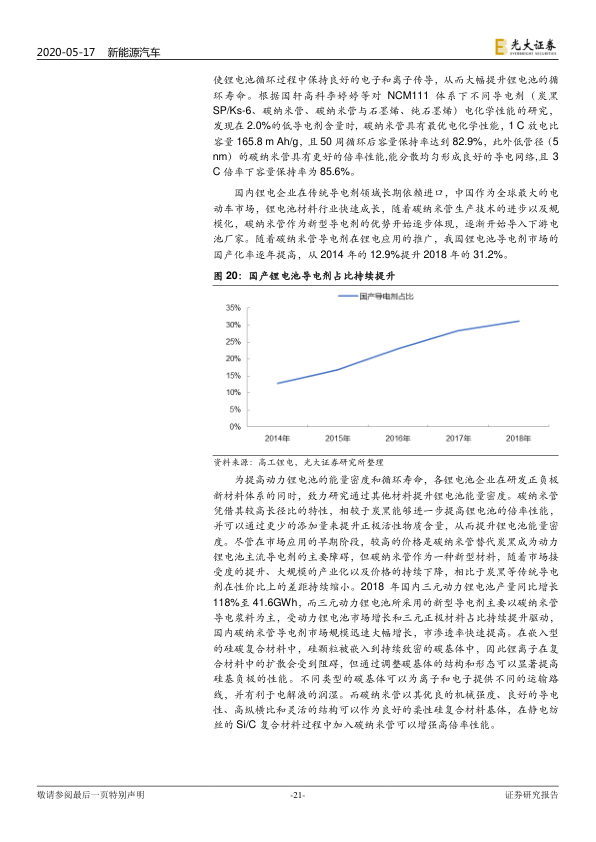 2020-05-17 新能源汽车
光大证券
EVERBRIGHT SECURITIES
使锂电池循环过程中保持良好的电子和离子传导，从而大幅提升锂电池的循
环寿命。根据国轩高科李婷婷等对 NCM111 体系下不同导电剂（炭黑
SP/Ks-6、碳纳米管、碳纳米管与石墨烯、纯石墨烯）电化学性能的研究，
发现在 2.0%的低导电剂含量时，碳纳米管具有最优电化学性能，1 C 放电比
容量 165.8 m Ah/g，且 50 周循环后容量保持率达到 82.9%，此外低管径（5
nm）的碳纳米管具有更好的倍率性能,能分散均匀形成良好的导电网络,且 3
C 倍率下容量保持率为 85.6%。
国内锂电企业在传统导电剂领域长期依赖进口，中国作为全球最大的电
动车市场，锂电池材料行业快速成长，随着碳纳米管生产技术的进步以及规
模化，碳纳米管作为新型导电剂的优势开始逐步体现，逐渐开始导入下游电
池厂家。随着碳纳米管导电剂在锂电应用的推广，我国锂电池导电剂市场的
国产化率逐年提高，从 2014 年的 12.9%提升 2018 年的 31.2%。
图 20：国产锂电池导电剂占比持续提升
国产导电剂占比
35%
30%
25%
20%
15%
10%
5%
0%
2014年 2015年 2016年 2017年 2018年
资料来源：高工锂电，光大证券研究所整理
为提高动力锂电池的能量密度和循环寿命，各锂电池企业在研发正负极
新材料体系的同时，致力研究通过其他材料提升锂电池能量密度。碳纳米管
凭借其较高长径比的特性，相较于炭黑能够进一步提高锂电池的倍率性能，
并可以通过更少的添加量来提升正极活性物质含量，从而提升锂电池能量密
度。尽管在市场应用的早期阶段，较高的价格是碳纳米管替代炭黑成为动力
锂电池主流导电剂的主要障碍，但碳纳米管作为一种新型材料，随着市场接
受度的提升、大规模的产业化以及价格的持续下降，相比于炭黑等传统导电
剂在性价比上的差距持续缩小。2018 年国内三元动力锂电池产量同比增长
118%至 41.6GWh，而三元动力锂电池所采用的新型导电剂主要以碳纳米管
导电浆料为主，受动力锂电池市场增长和三元正极材料占比持续提升驱动，
国内碳纳米管导电剂市场规模迅速大幅增长，市渗透率快速提高。在嵌入型
的硅碳复合材料中，硅颗粒被嵌入到持续致密的碳基体中，因此锂离子在复
合材料中的扩散会受到阻碍，但通过调整碳基体的结构和形态可以显著提高
硅基负极的性能。不同类型的碳基体可以为离子和电子提供不同的运输路
线，并有利于电解液的润湿。而碳纳米管以其优良的机械强度、良好的导电
性、高纵横比和灵活的结构可以作为良好的柔性硅复合材料基体，在静电纺
丝的 Si/C 复合材料过程中加入碳纳米管可以增强高倍率性能。
敬请参阅最后一页特别声明 -21- 证券研究报告